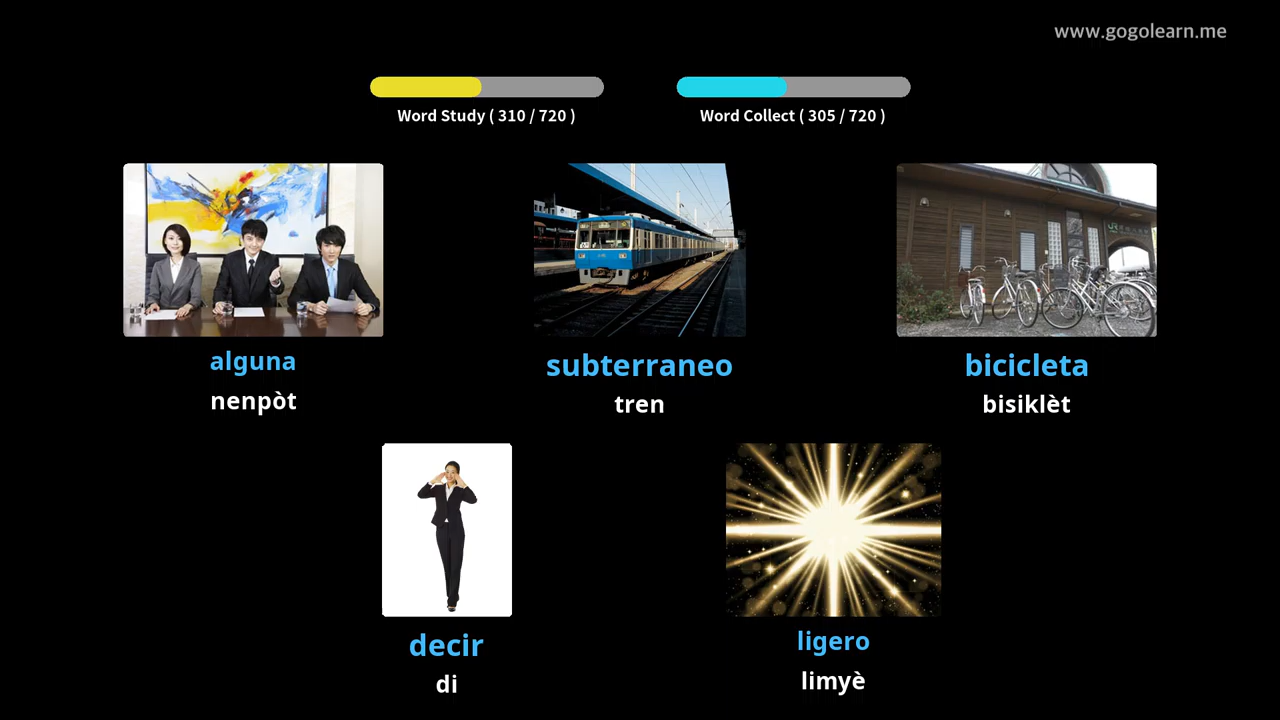 www.gogolearn.me
Word Study ( 310 / 720 )
Word Collect ( 305 / 720 )
alguna
nenpòt
subterraneo
tren
bicicleta
bisiklèt
decir
di
ligero
limyè